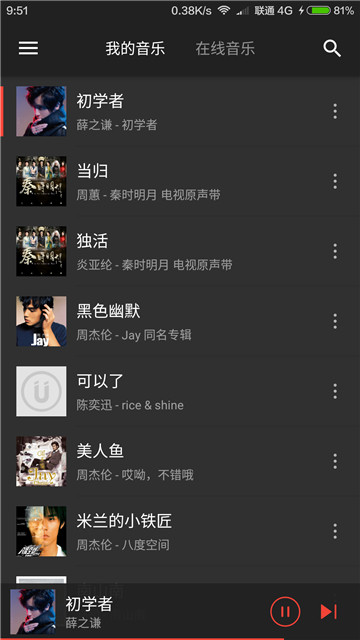 9:51 0.38K/s 联通 4G 81%
我的音乐 在线音乐
初学者
薛之谦 - 初学者
当归
周蕙 - 秦时明月 电视原声带
独活
炎亚纶 - 秦时明月 电视原声带
黑色幽默
Jay
周杰伦 - Jay 同名专辑
可以了
陈奕迅 - rice & shine
美人鱼
Jay
周杰伦 - 哎呦，不错哦
米兰的小铁匠
周杰伦 - 八度空间
初学者
薛之谦